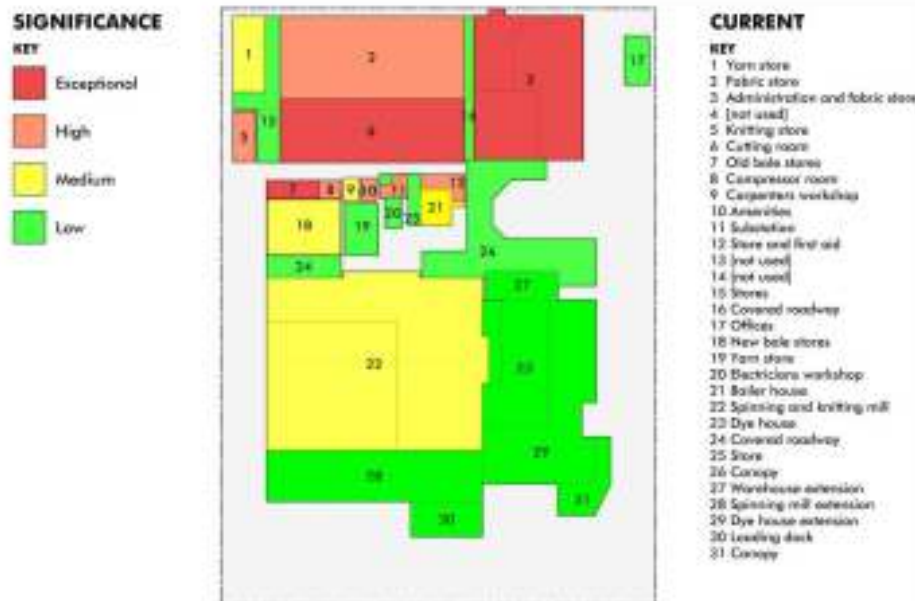 SIGNIFICANCE
KEY
Exceptional
High
Medium
Low
1
2
3
17
5
15
6
16
7
8
9
10
11
12
21
18
19
20
25
24
26
27
22
23
28
29
30
31
CURRENT
KEY
1 Yarn store
2 Fabric store
3 Administration and fabric store
4 [not used]
5 Knitting store
6 Cutting room
7 Old bale stores
8 Compressor room
9 Carpenters workshop
10 Amenities
11 Substation
12 Store and first aid
13 [not used]
14 [not used]
15 Stores
16 Covered roadway
17 Offices
18 New bale stores
19 Yarn store
20 Electricians workshop
21 Boiler house
22 Spinning and knitting mill
23 Dye house
24 Covered roadway
25 Store
26 Canopy
27 Warehouse extension
28 Spinning mill extension
29 Dye house extension
30 Loading dock
31 Canopy